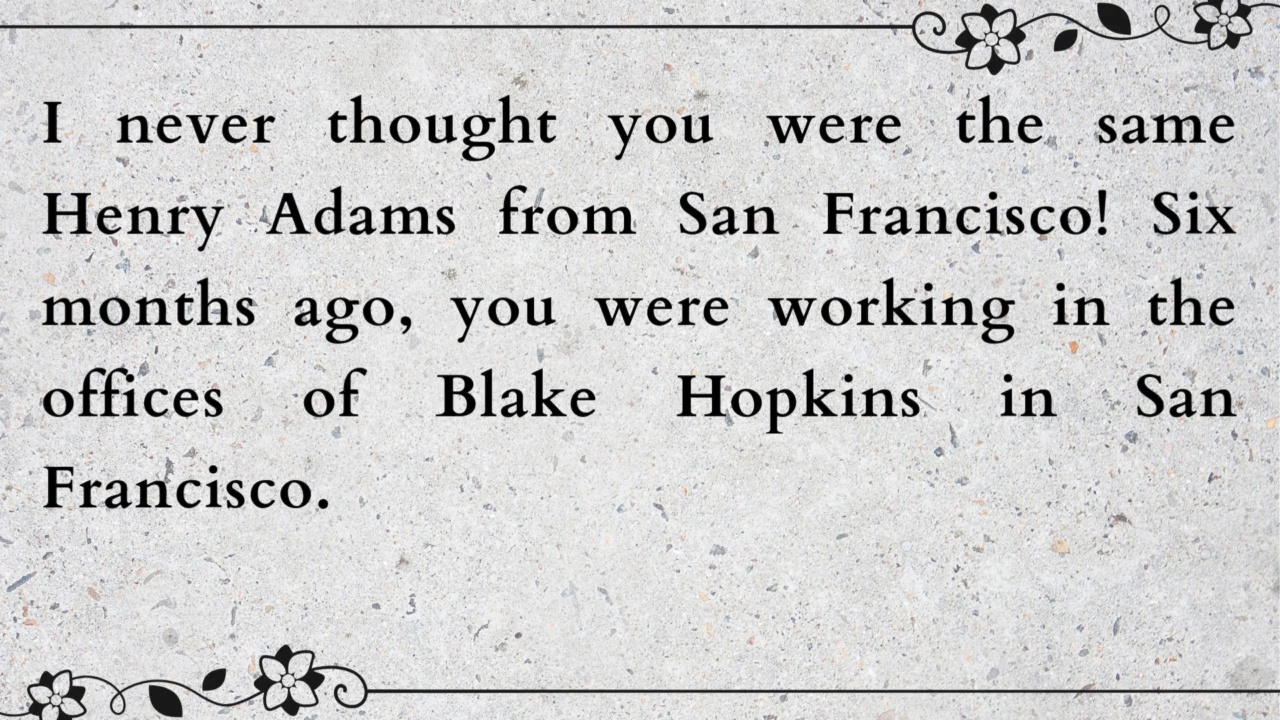 I never thought you were the same
Henry Adams from San Francisco! Six
months ago, you were working in the
offices of Blake Hopkins in San
Francisco.